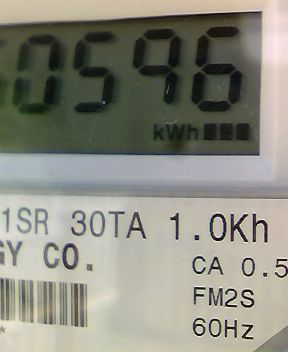 0596
kWh
1SR 30TA 1.0Kh
GY CO.
CA 0.5
FM2S
60Hz